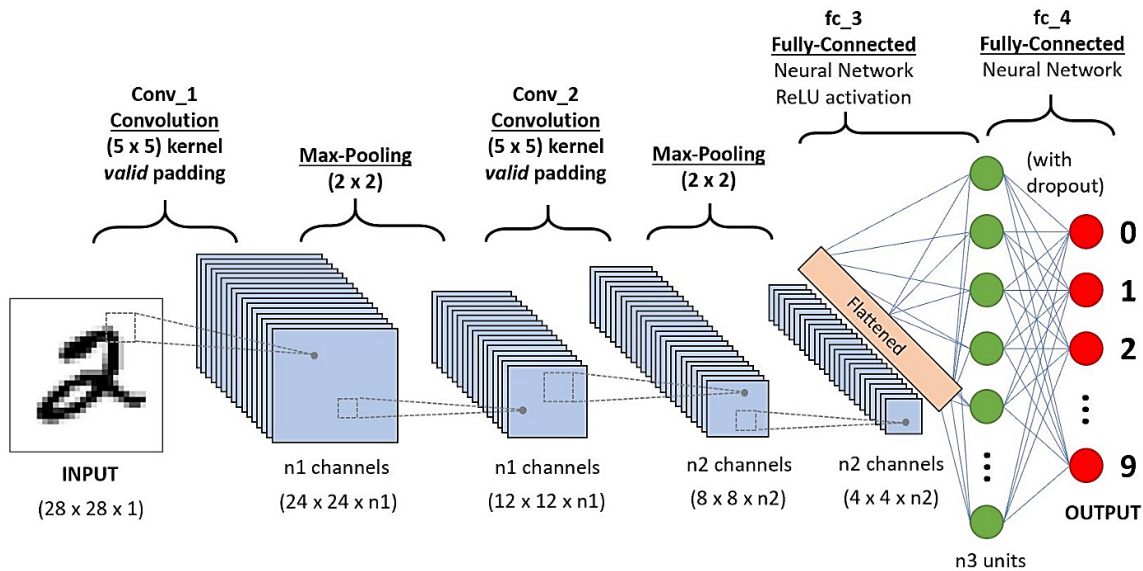 Conv_1
Convolution
(5 x 5) kernel
valid padding
Max-Pooling
(2 x 2)
Conv_2
Convolution
(5 x 5) kernel
valid padding
Max-Pooling
(2 x 2)
fc_3
Fully-Connected
Neural Network
ReLU activation
fc_4
Fully-Connected
Neural Network
(with
dropout)
2
INPUT
(28 x 28 x 1)
n1 channels
(24 x 24 x n1)
n1 channels
(12 x 12 x n1)
n2 channels
(8 x 8 x n2)
n2 channels
(4 x 4 x n2)
Flattened
n3 units
0
1
2
9
OUTPUT